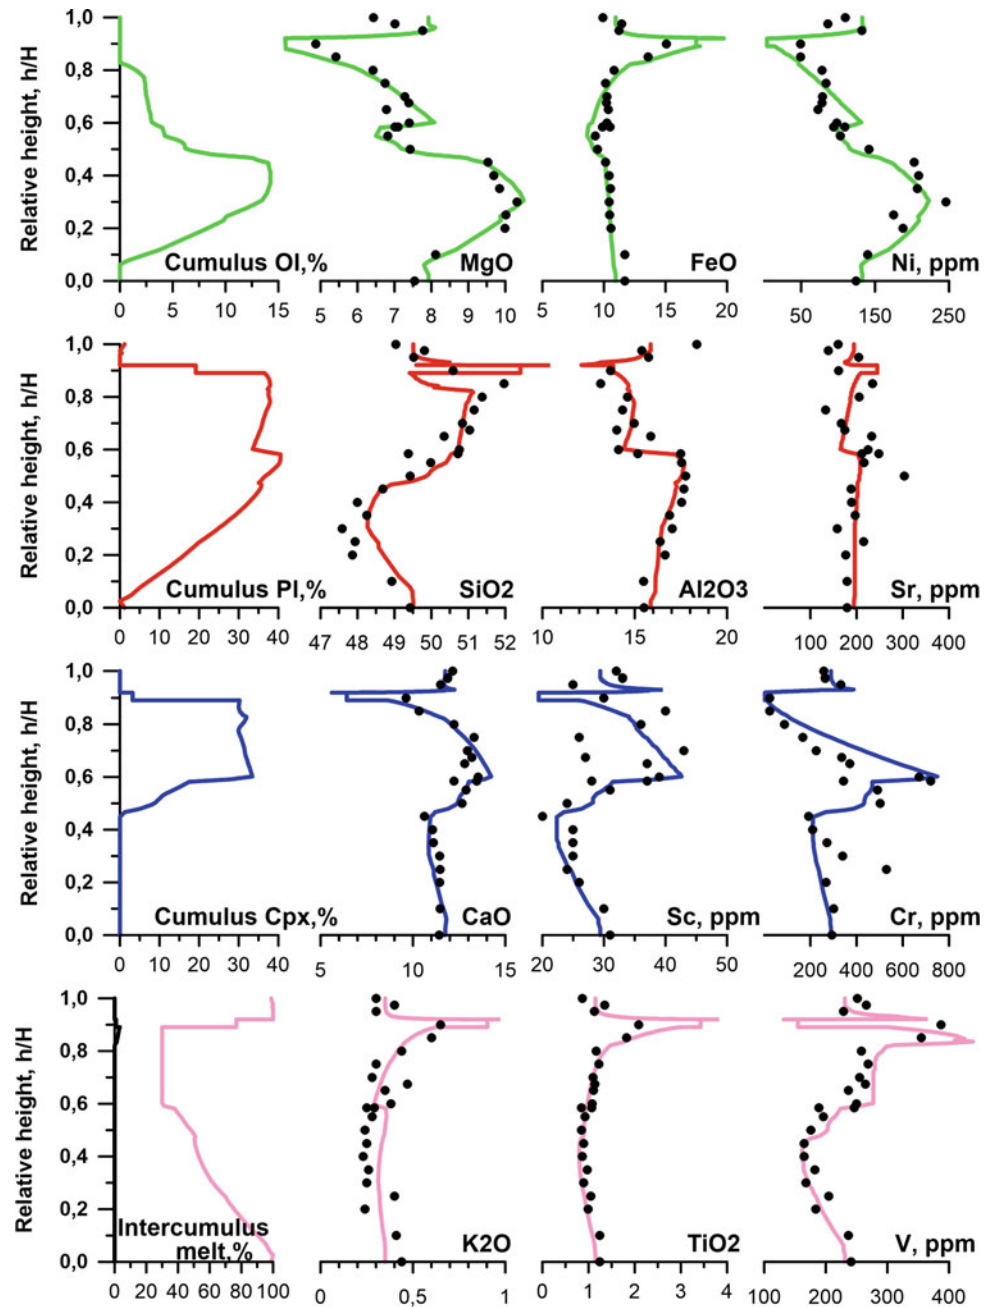 Relative height, h/H
1,0
0,8
0,6
0,4
0,2
0,0
Cumulus Ol,%
0 5 10 15
MgO
5 6 7 8 9 10
FeO
5 10 15 20
Ni, ppm
50 150 250
Relative height, h/H
1,0
0,8
0,6
0,4
0,2
0,0
Cumulus Pl,%
0 10 20 30 40
SiO2
47 48 49 50 51 52
Al2O3
10 15 20
Sr, ppm
100 200 300 400
Relative height, h/H
1,0
0,8
0,6
0,4
0,2
0,0
Cumulus Cpx,%
0 10 20 30 40
CaO
5 10 15
Sc, ppm
20 30 40 50
Cr, ppm
200 400 600 800
Relative height, h/H
1,0
0,8
0,6
0,4
0,2
0,0
Intercumulus
melt,%
0 20 40 60 80 100
K2O
0 0,5 1
TiO2
0 1 2 3 4
V, ppm
100 200 300 400